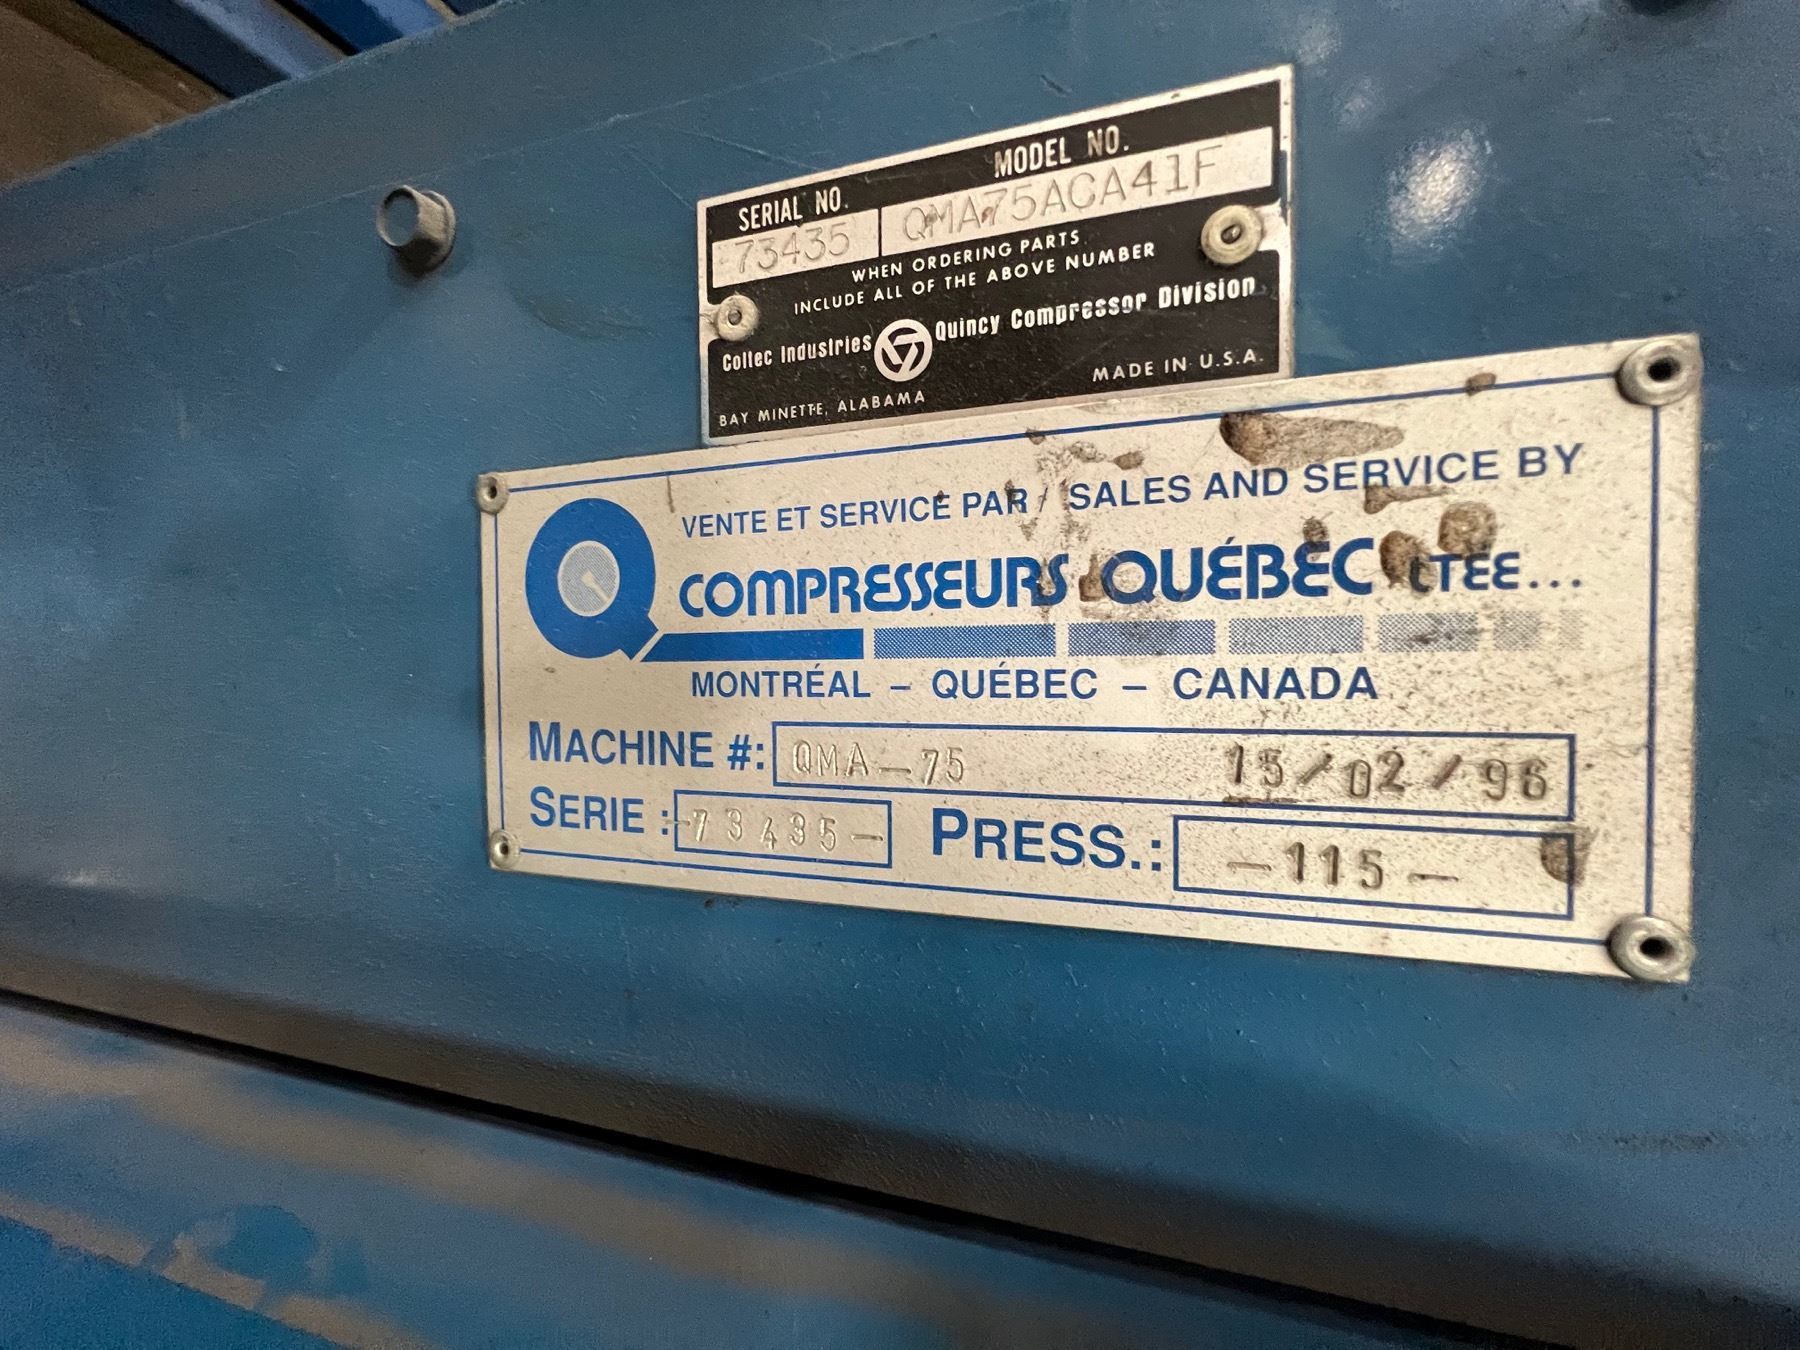 SERIAL NO. MODEL NO.
73435 QMA75ACA41F
WHEN ORDERING PARTS
INCLUDE ALL OF THE ABOVE NUMBER
Coltec Industries Quincy Compressor Division
BAY MINETTE, ALABAMA MADE IN U.S.A.
VENTE ET SERVICE PAR / SALES AND SERVICE BY
COMPRESSEURS QUÉBEC LTÉE...
MONTRÉAL – QUÉBEC – CANADA
MACHINE #: QMA-75 15/02/96
SERIE : -73435- PRESS.: -115-